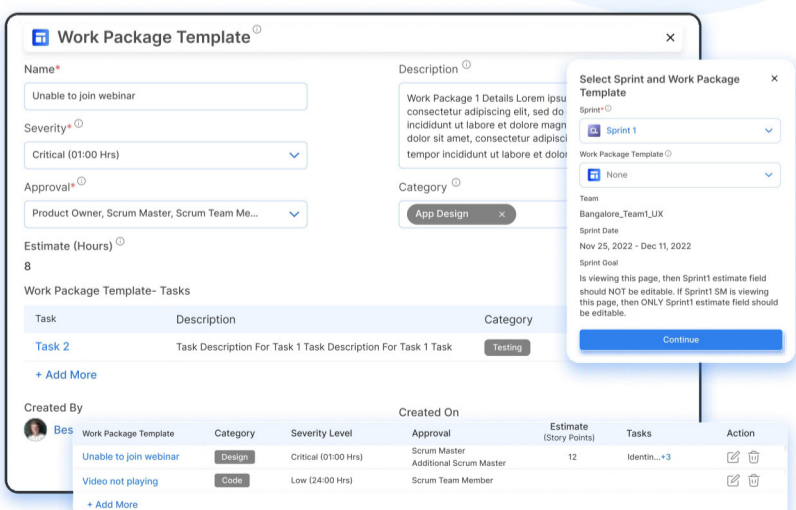 Work Package Template
Name*
Unable to join webinar
Severity*
Critical (01:00 Hrs)
Approval*
Product Owner, Scrum Master, Scrum Team Me...
Estimate (Hours)
8
Description
Work Package 1 Details Lorem ipsu
consectetur adipiscing elit, sed do
incididunt ut labore et dolore magn
dolor sit amet, consectetur adipisci
tempor incididunt ut labore et dolor
Category
App Design ×
Work Package Template- Tasks
Task Description Category
Task 2 Task Description For Task 1 Task Description For Task 1 Task Testing
+ Add More
Created By
Bes
Created On
Select Sprint and Work Package
Template
Sprint*
Sprint 1
Work Package Template
None
Team
Bangalore_Team1_UX
Sprint Date
Nov 25, 2022 - Dec 11, 2022
Sprint Goal
Is viewing this page, then Sprint1 estimate field
should NOT be editable. If Sprint1 SM is viewing
this page, then ONLY Sprint1 estimate field should
be editable.
Continue
Work Package Template Category Severity Level Approval Estimate (Story Points) Tasks Action
Unable to join webinar Design Critical (01:00 Hrs) Scrum Master 12 Identin...+3
Additional Scrum Master
Video not playing Code Low (24:00 Hrs) Scrum Team Member
+ Add More